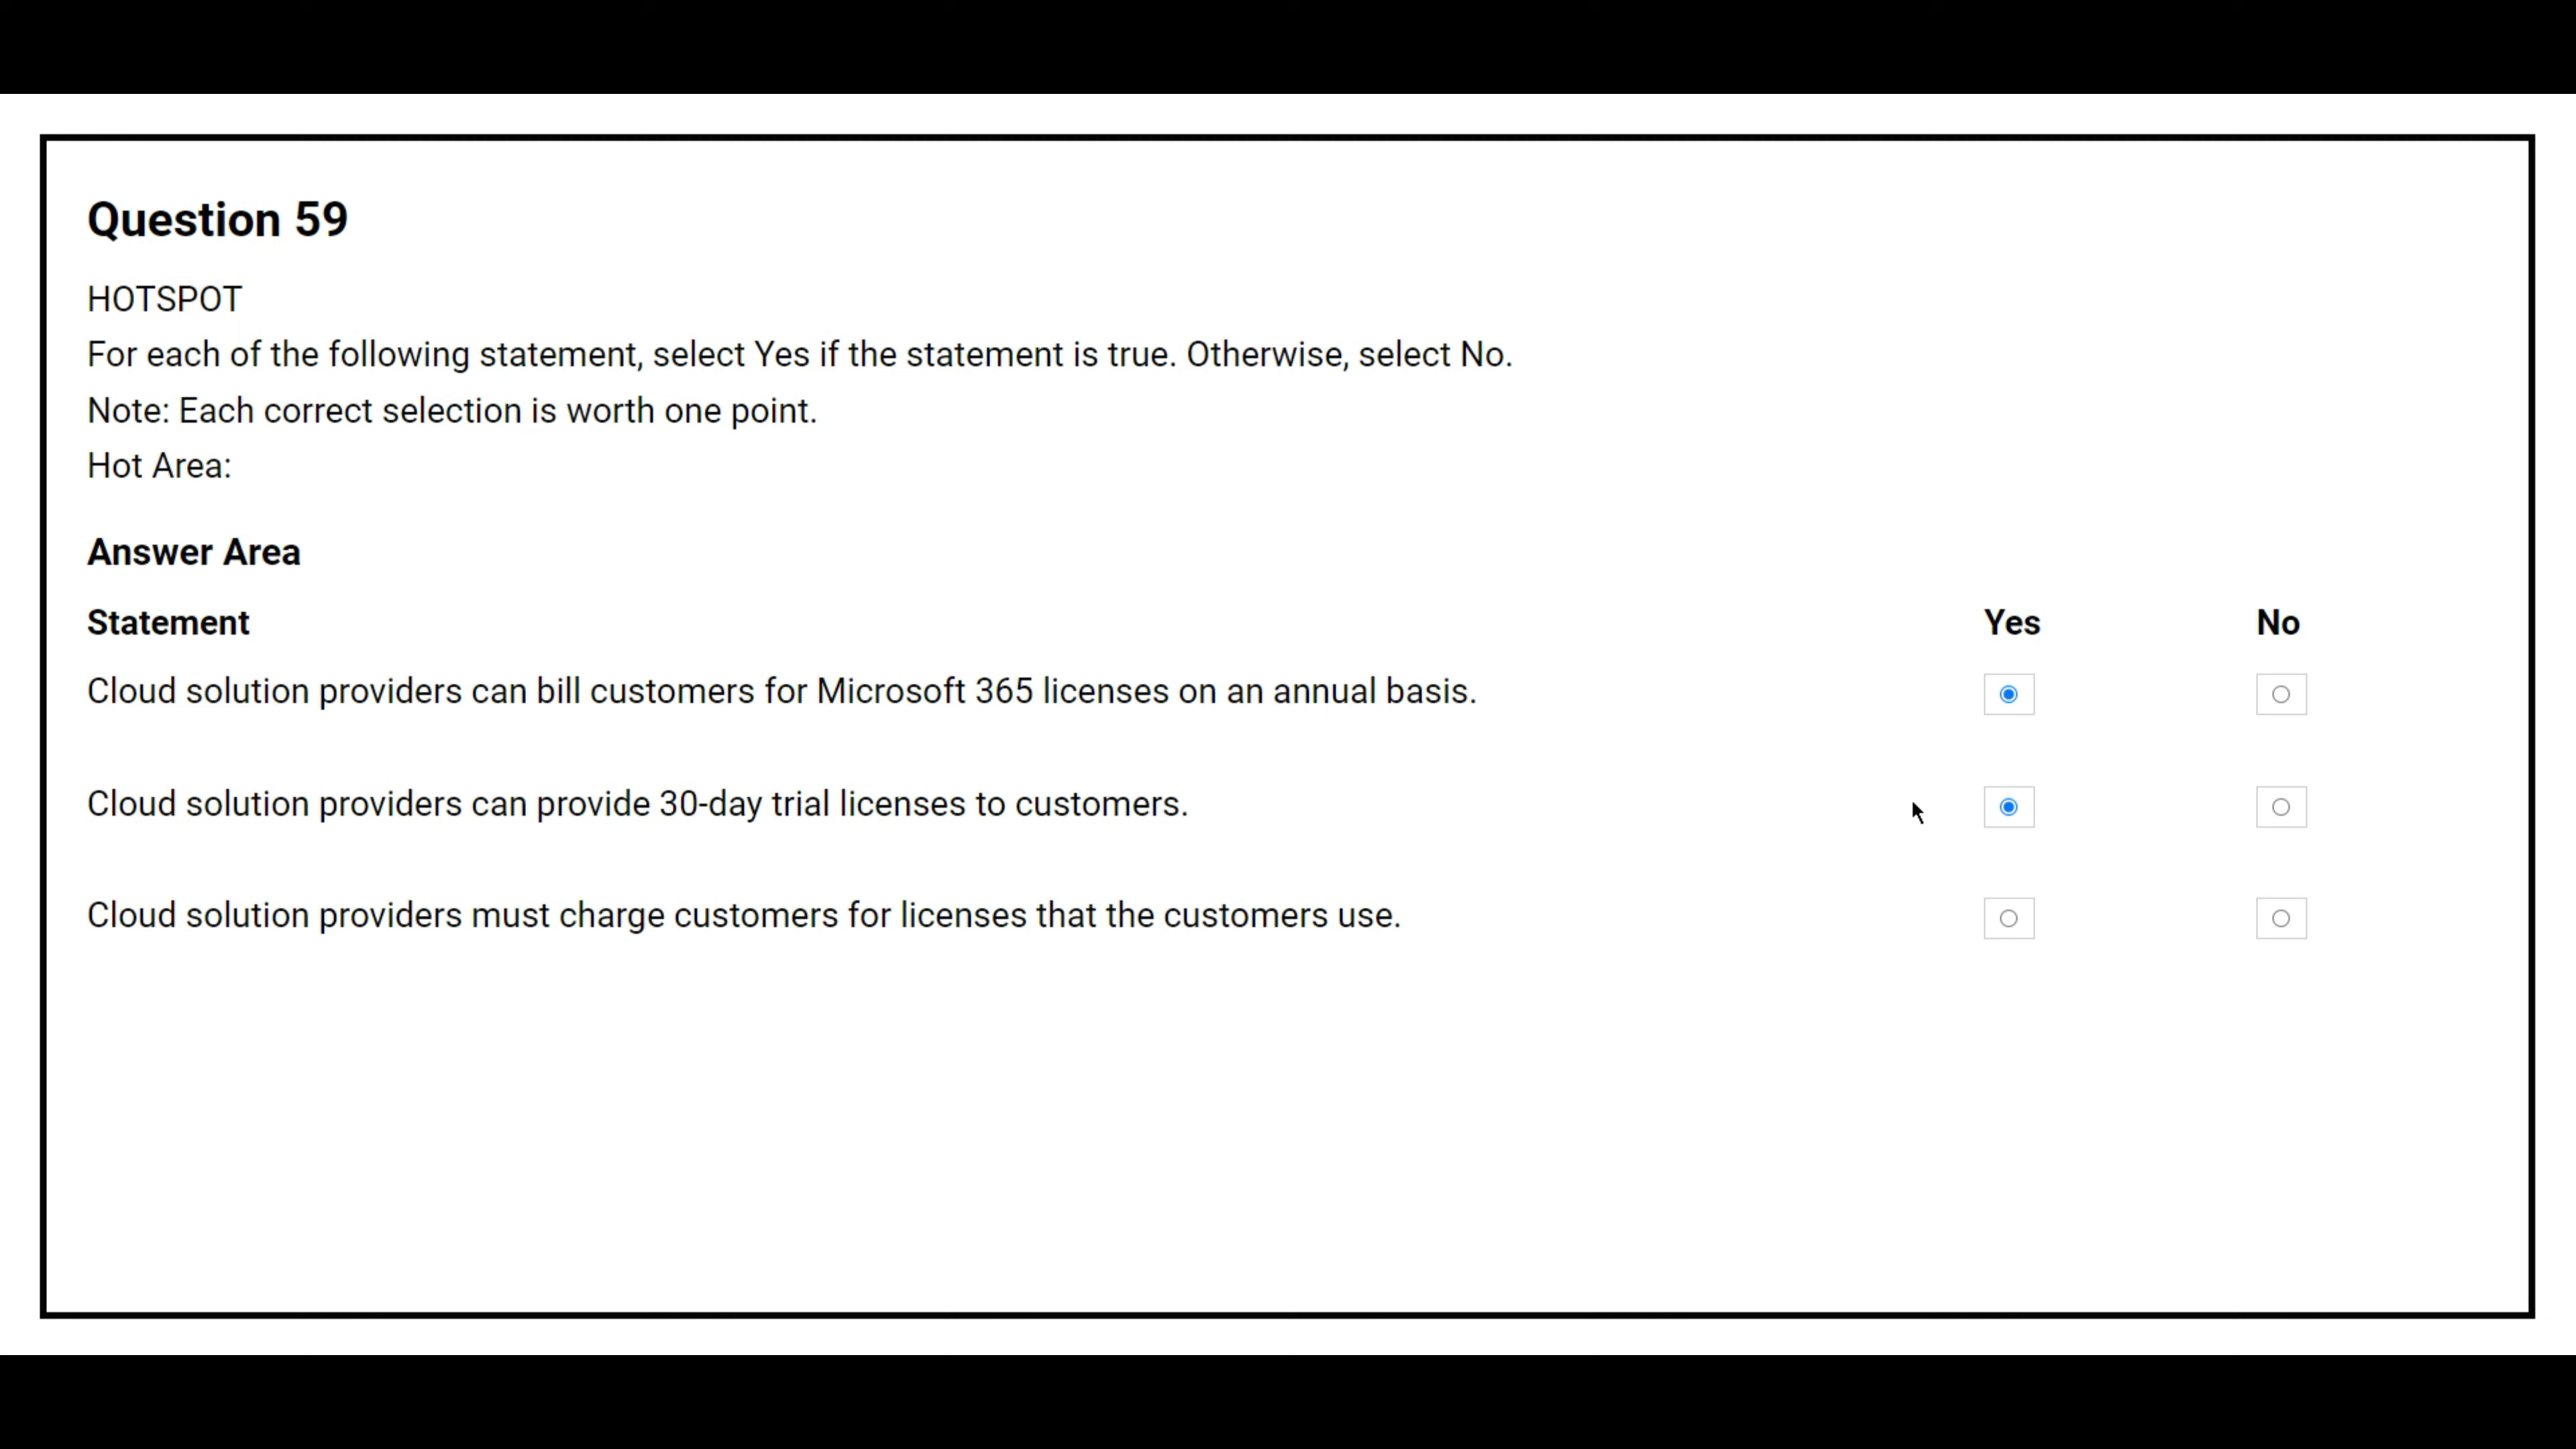 Question 59
HOTSPOT
For each of the following statement, select Yes if the statement is true. Otherwise, select No.
Note: Each correct selection is worth one point.
Hot Area:
Answer Area
Statement Yes No
Cloud solution providers can bill customers for Microsoft 365 licenses on an annual basis.
Cloud solution providers can provide 30-day trial licenses to customers.
Cloud solution providers must charge customers for licenses that the customers use.